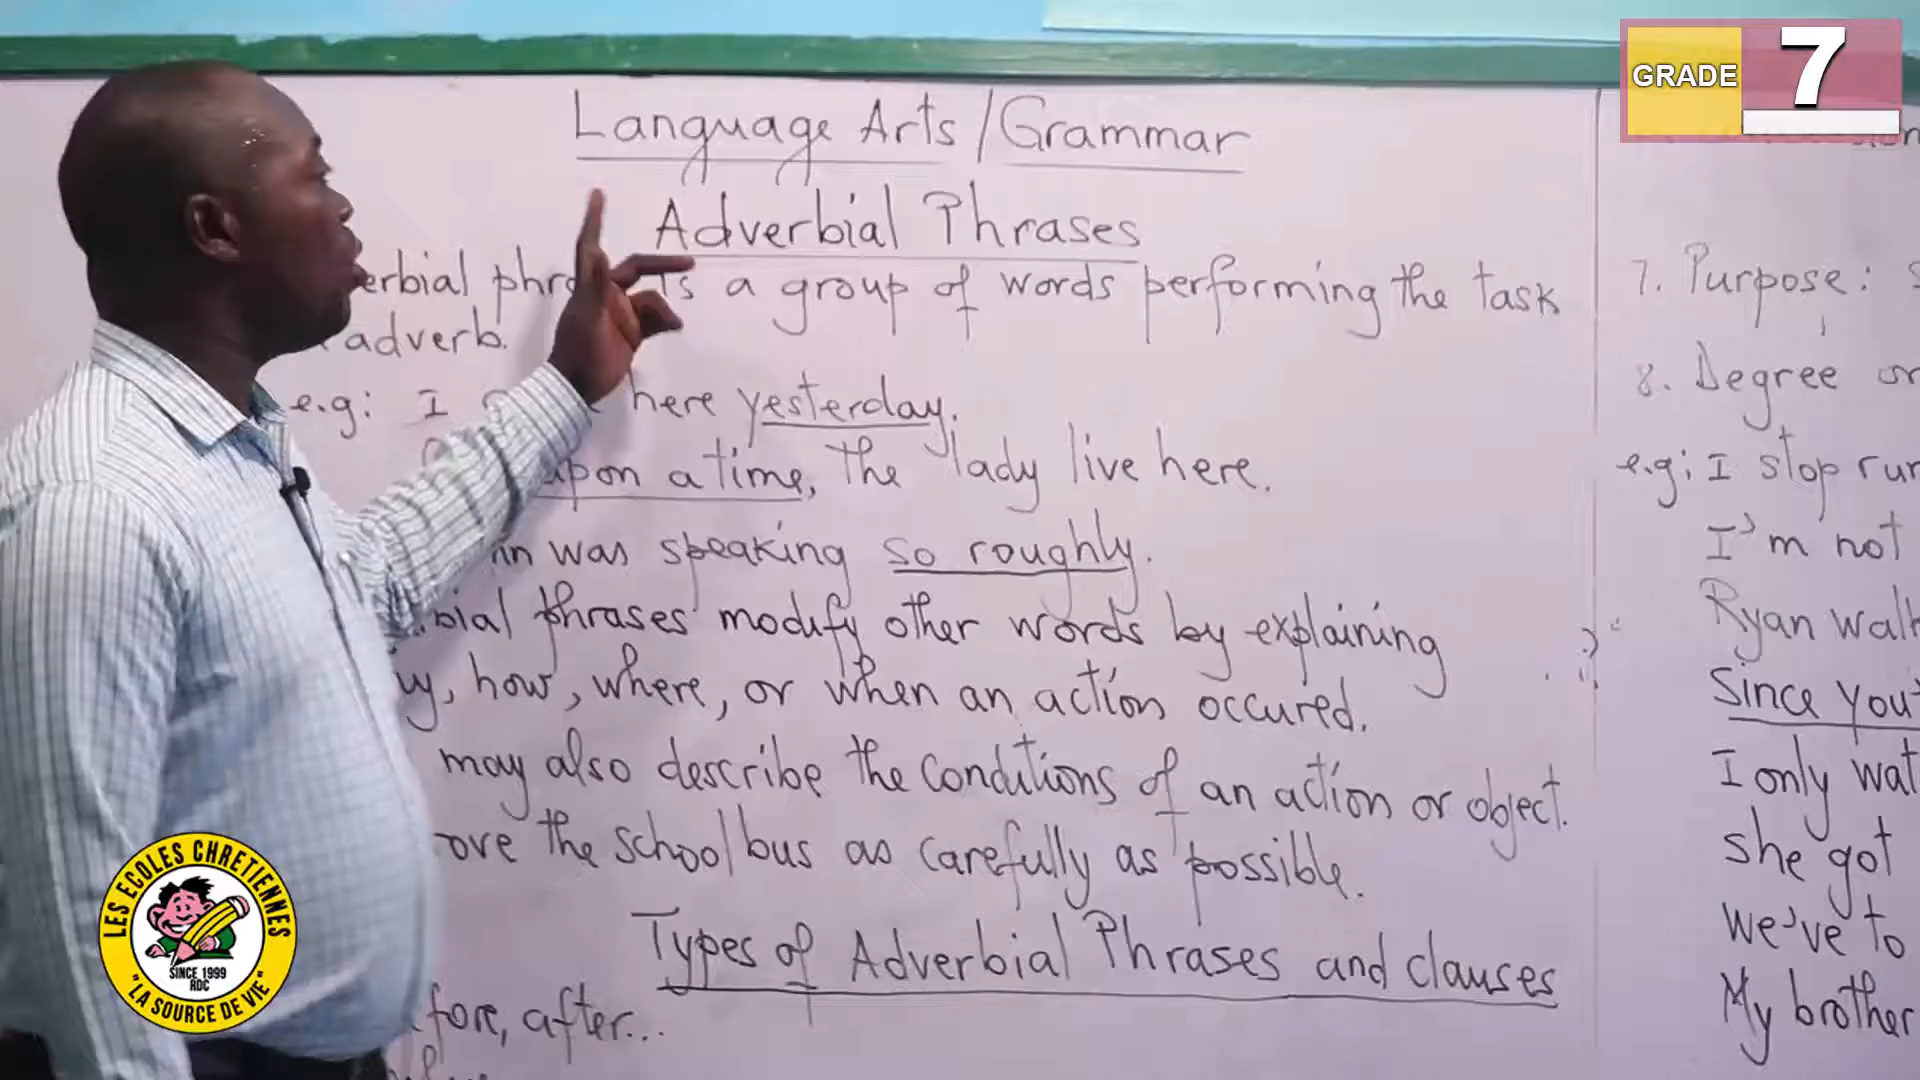 GRADE 7
Language Arts / Grammar
Adverbial Phrases
erbial phra is a group of words performing the task
adverb.
e.g: I here yesterday.
upon a time, the lady live here.
was speaking so roughly.
bial phrases modify other words by explaining
y, how, where, or when an action occured.
may also describe the conditions of an action or object.
ove the school bus as carefully as possible.
Types of Adverbial Phrases and clauses
fore, after...
7. Purpose: S
8. Degree or
e.g: I stop run
I'm not
Ryan walk
Since you
I only wat
She got
We've to
My brother
LES ECOLES CHRETIENNES
SINCE 1999
RDC
"LA SOURCE DE VIE"